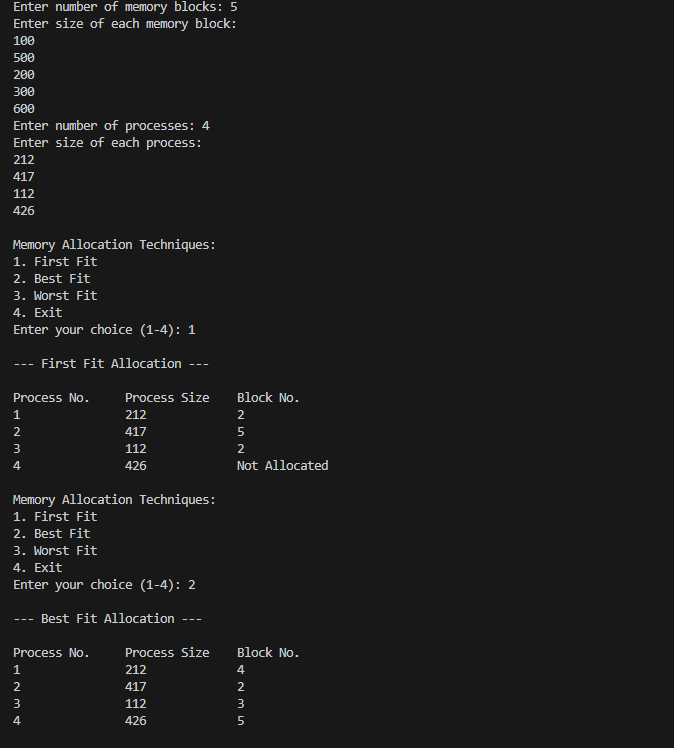 Enter number of memory blocks: 5
Enter size of each memory block:
100
500
200
300
600
Enter number of processes: 4
Enter size of each process:
212
417
112
426
Memory Allocation Techniques:
1. First Fit
2. Best Fit
3. Worst Fit
4. Exit
Enter your choice (1-4): 1
--- First Fit Allocation ---
Process No.     Process Size    Block No.
1               212             2
2               417             5
3               112             2
4               426             Not Allocated
Memory Allocation Techniques:
1. First Fit
2. Best Fit
3. Worst Fit
4. Exit
Enter your choice (1-4): 2
--- Best Fit Allocation ---
Process No.     Process Size    Block No.
1               212             4
2               417             2
3               112             3
4               426             5